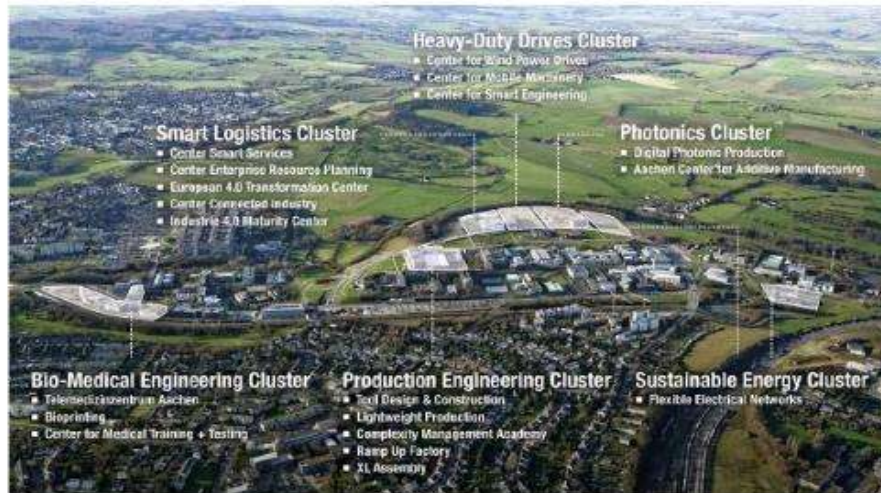 Heavy-Duty Drives Cluster
Center for Wind Power Drives
Center for Mobile Machinery
Center for Smart Engineering
Smart Logistics Cluster
Center Smart Services
Center Enterprise Resource Planning
European 4.0 Transformation Center
Center Connected Industry
Industrie 4.0 Maturity Center
Photonics Cluster
Digital Photonic Production
Aachen Center for Additive Manufacturing
Bio-Medical Engineering Cluster
Telemedizinzentrum Aachen
Bioprinting
Center for Medical Training + Testing
Production Engineering Cluster
Tool Design & Construction
Lightweight Production
Complexity Management Academy
Ramp Up Factory
XL Assembly
Sustainable Energy Cluster
Flexible Electrical Networks